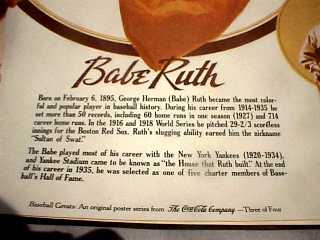 Babe Ruth
Born on February 6, 1895, George Herman (Babe) Ruth became the most color-
ful and popular player in baseball history. During his career from 1914-1935 he
set more than 50 records, including 60 home runs in one season (1927) and 714
career home runs. In the 1916 and 1918 World Series he pitched 29-2/3 scoreless
innings for the Boston Red Sox. Ruth's slugging ability earned him the nickname
"Sultan of Swat."
The Babe played most of his career with the New York Yankees (1920-1934),
and Yankee Stadium came to be known as "the House that Ruth built." At the end
of his career in 1935, he was selected as one of five charter members of Base-
ball's Hall of Fame.
Baseball Greats: An original poster series from The Coca-Cola Company—Three of Four